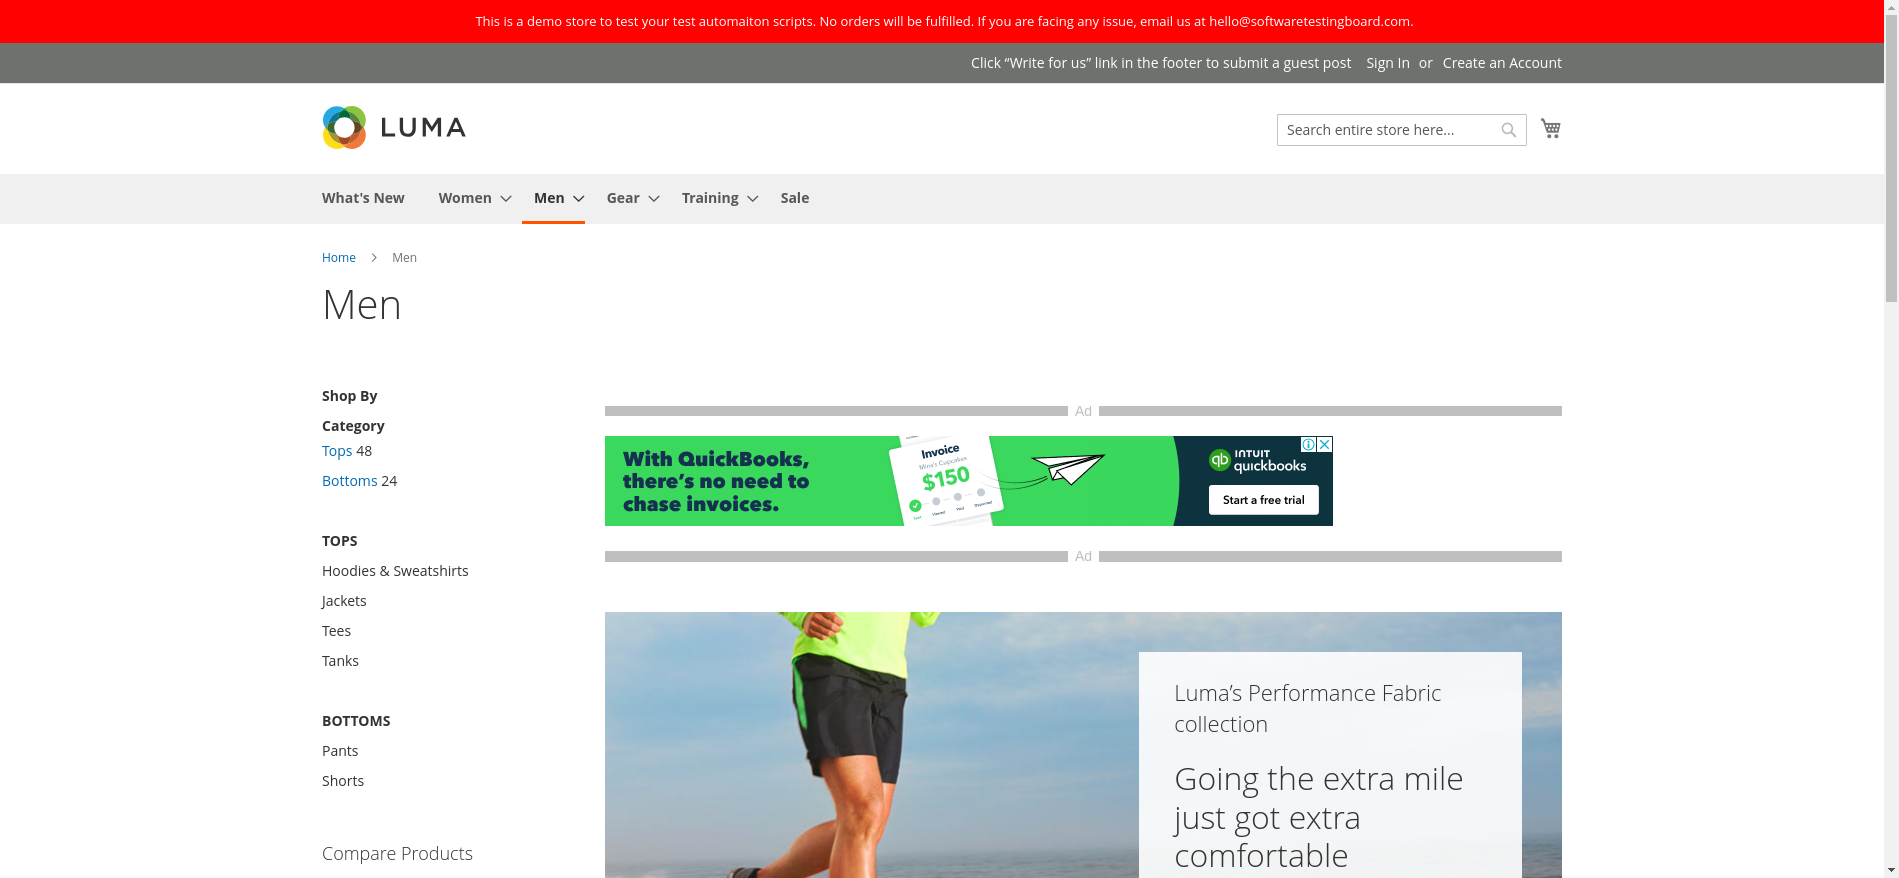 This is a demo store to test your test automaiton scripts. No orders will be fulfilled. If you are facing any issue, email us at hello@softwaretestingboard.com.
Click “Write for us” link in the footer to submit a guest post Sign In or Create an Account
LUMA
Search entire store here...
What's New Women Men Gear Training Sale
Home Men
Men
Shop By
Category
Tops 48
Bottoms 24
TOPS
Hoodies & Sweatshirts
Jackets
Tees
Tanks
BOTTOMS
Pants
Shorts
Compare Products
Ad
With QuickBooks,
there's no need to
chase invoices.
Invoice
Mina's Cupcakes
$150
INTUIT
qb quickbooks
Start a free trial
Ad
Luma’s Performance Fabric
collection
Going the extra mile
just got extra
comfortable